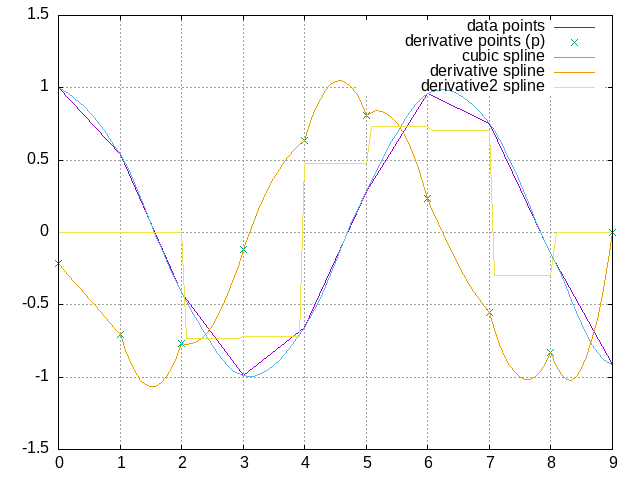 1.5
1
0.5
0
-0.5
-1
-1.5
data points
derivative points (p)
cubic spline
derivative spline
derivative2 spline
0 1 2 3 4 5 6 7 8 9